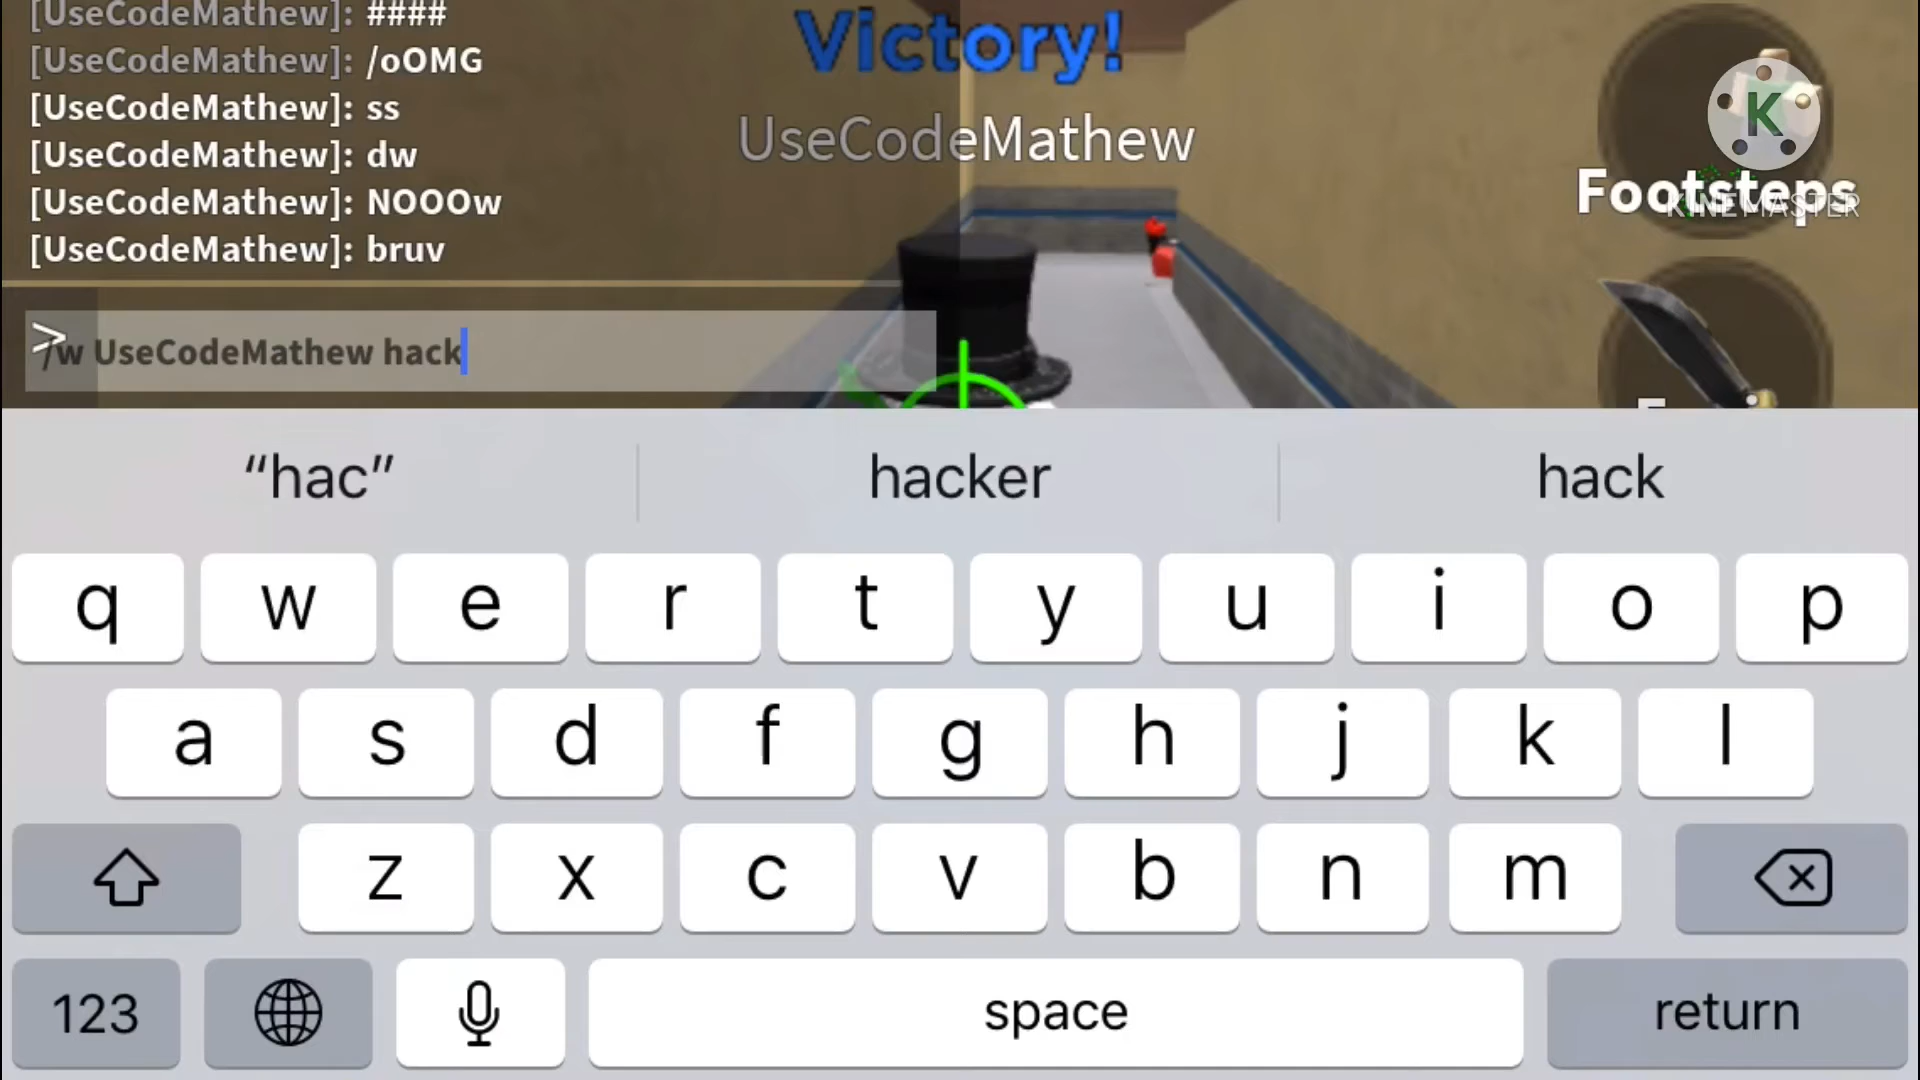 [UseCodeMathew]: ####
[UseCodeMathew]: /oOMG
[UseCodeMathew]: ss
[UseCodeMathew]: dw
[UseCodeMathew]: NOOOw
[UseCodeMathew]: bruv
>
/w UseCodeMathew hack
Victory!
UseCodeMathew
K
Footsteps
KINEMASTER
“hac” hacker hack
q w e r t y u i o p
a s d f g h j k l
z x c v b n m
123 space return